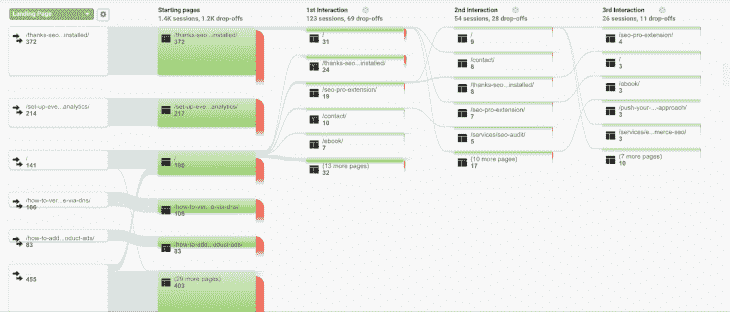 Landing Page
/thanks-seo...installed/
372
/set-up-eve...analytics/
214
/
141
/how-to-ver...e-via-dns/
106
/how-to-add...oduct-ads/
83
455
Starting pages
1.4K sessions, 1.2K drop-offs
/thanks-seo...installed/
372
/set-up-eve...analytics/
217
/
180
/how-to-ver...e-via-dns/
106
/how-to-add...oduct-ads/
83
(29 more pages)
403
1st Interaction
123 sessions, 69 drop-offs
/
31
/thanks-seo...installed/
24
/seo-pro-extension/
19
/contact/
10
/ebook/
7
(13 more pages)
32
2nd Interaction
54 sessions, 28 drop-offs
/
9
/contact/
8
/thanks-seo...installed/
8
/seo-pro-extension/
7
/services/seo-audit/
5
(10 more pages)
17
3rd Interaction
26 sessions, 11 drop-offs
/seo-pro-extension/
4
/
3
/ebook/
3
/push-your-...-approach/
3
/services/e...merce-seo/
3
(7 more pages)
10